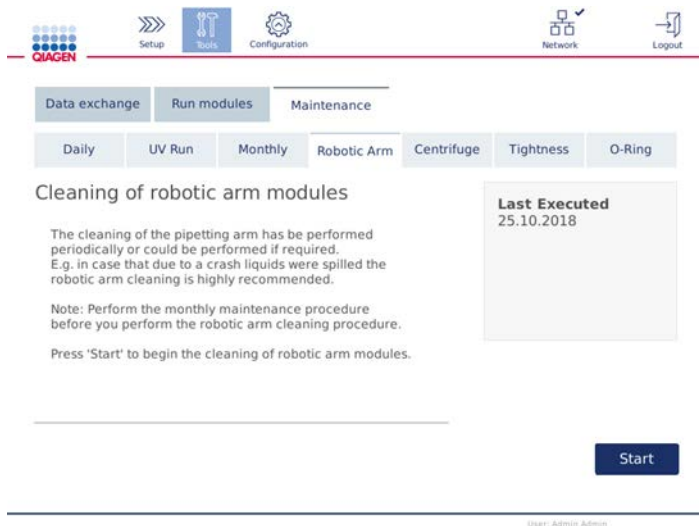 QIAGEN
Setup
Tools
Configuration
Network
Logout
Data exchange Run modules Maintenance
Daily UV Run Monthly Robotic Arm Centrifuge Tightness O-Ring
Cleaning of robotic arm modules
The cleaning of the pipetting arm has be performed
periodically or could be performed if required.
E.g. in case that due to a crash liquids were spilled the
robotic arm cleaning is highly recommended.
Note: Perform the monthly maintenance procedure
before you perform the robotic arm cleaning procedure.
Press 'Start' to begin the cleaning of robotic arm modules.
Last Executed
25.10.2018
Start
User: Admin Admin